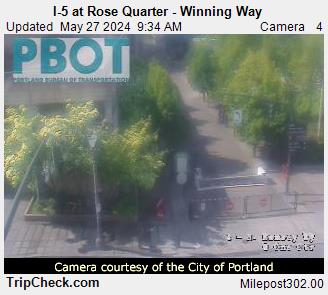 I-5 at Rose Quarter - Winning Way
Updated May 27 2024 9:34 AM Camera 4
PBOT
PORTLAND BUREAU OF TRANSPORTATION
Camera courtesy of the City of Portland
TripCheck.com Milepost302.00